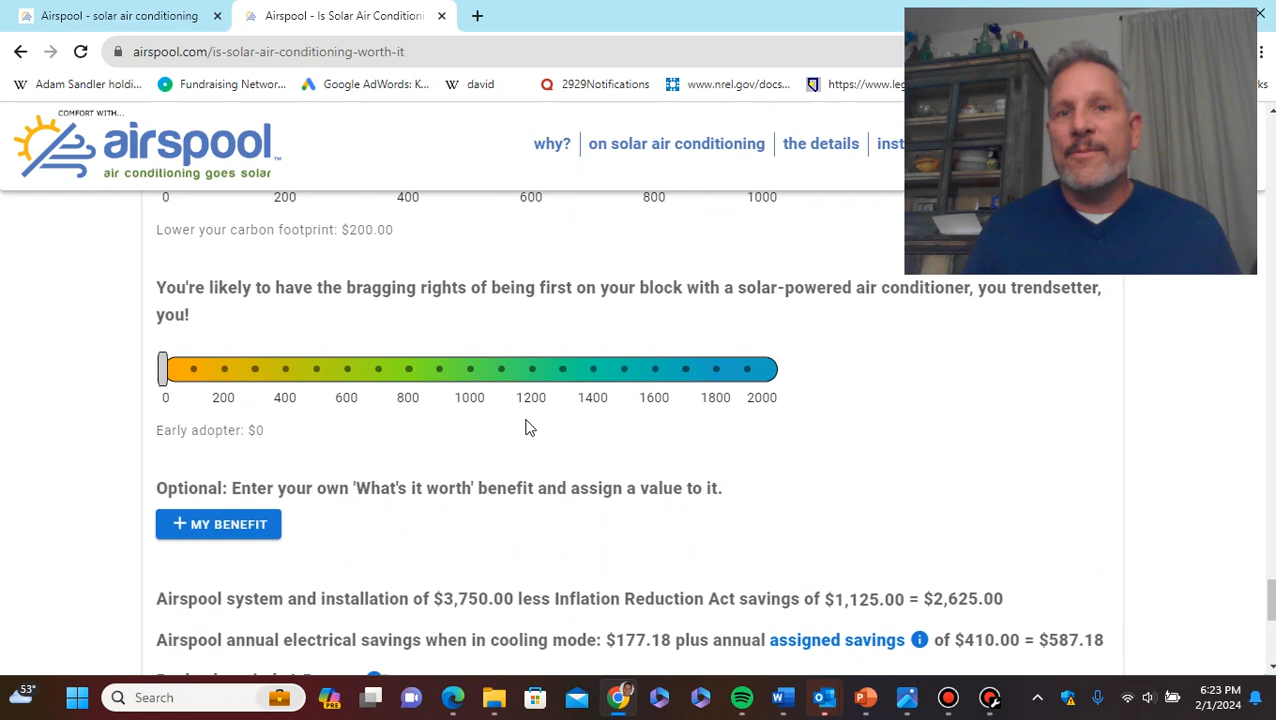 Airspool - solar air conditioning
Airspool - Is Solar Air Condition
airspool.com/is-solar-air-conditioning-worth-it
Adam Sandler holdi...
Fundraising Networ...
Google AdWords: K...
david
2929Notifications
www.nrel.gov/docs...
https://www.leg
ks
COMFORT WITH...
airspool™
air conditioning goes solar
why?
on solar air conditioning
the details
inst
0 200 400 600 800 1000
Lower your carbon footprint: $200.00
You're likely to have the bragging rights of being first on your block with a solar-powered air conditioner, you trendsetter,
you!
0 200 400 600 800 1000 1200 1400 1600 1800 2000
Early adopter: $0
Optional: Enter your own 'What's it worth' benefit and assign a value to it.
+ MY BENEFIT
Airspool system and installation of $3,750.00 less Inflation Reduction Act savings of $1,125.00 = $2,625.00
Airspool annual electrical savings when in cooling mode: $177.18 plus annual assigned savings i of $410.00 = $587.18
53°
Search
PRE
6:23 PM
2/1/2024